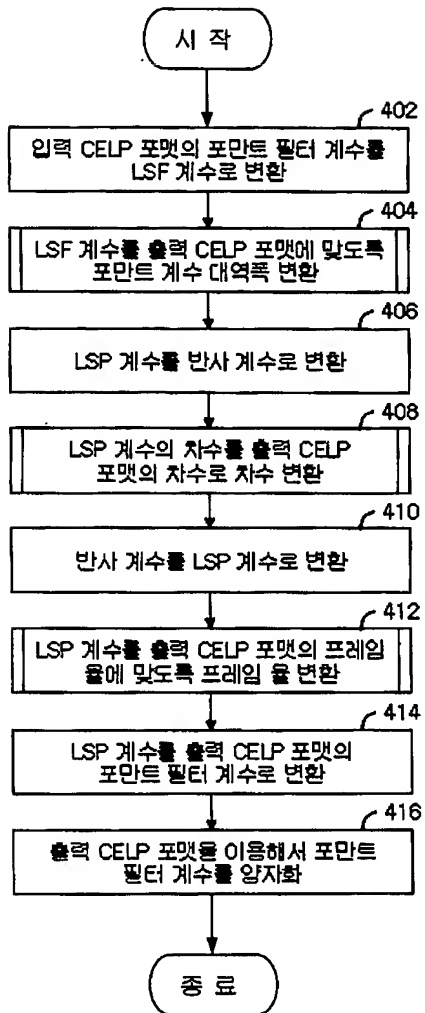 시 작
402
입력 CELP 포맷의 포만트 필터 계수를
LSF 계수로 변환
404
LSF 계수를 출력 CELP 포맷에 맞도록
포만트 계수 대역폭 변환
406
LSP 계수를 반사 계수로 변환
408
LSP 계수의 차수를 출력 CELP
포맷의 차수로 차수 변환
410
반사 계수를 LSP 계수로 변환
412
LSP 계수를 출력 CELP 포맷의 프레임
율에 맞도록 프레임 율 변환
414
LSP 계수를 출력 CELP 포맷의
포만트 필터 계수로 변환
416
출력 CELP 포맷을 이용해서 포만트
필터 계수를 양자화
종 료